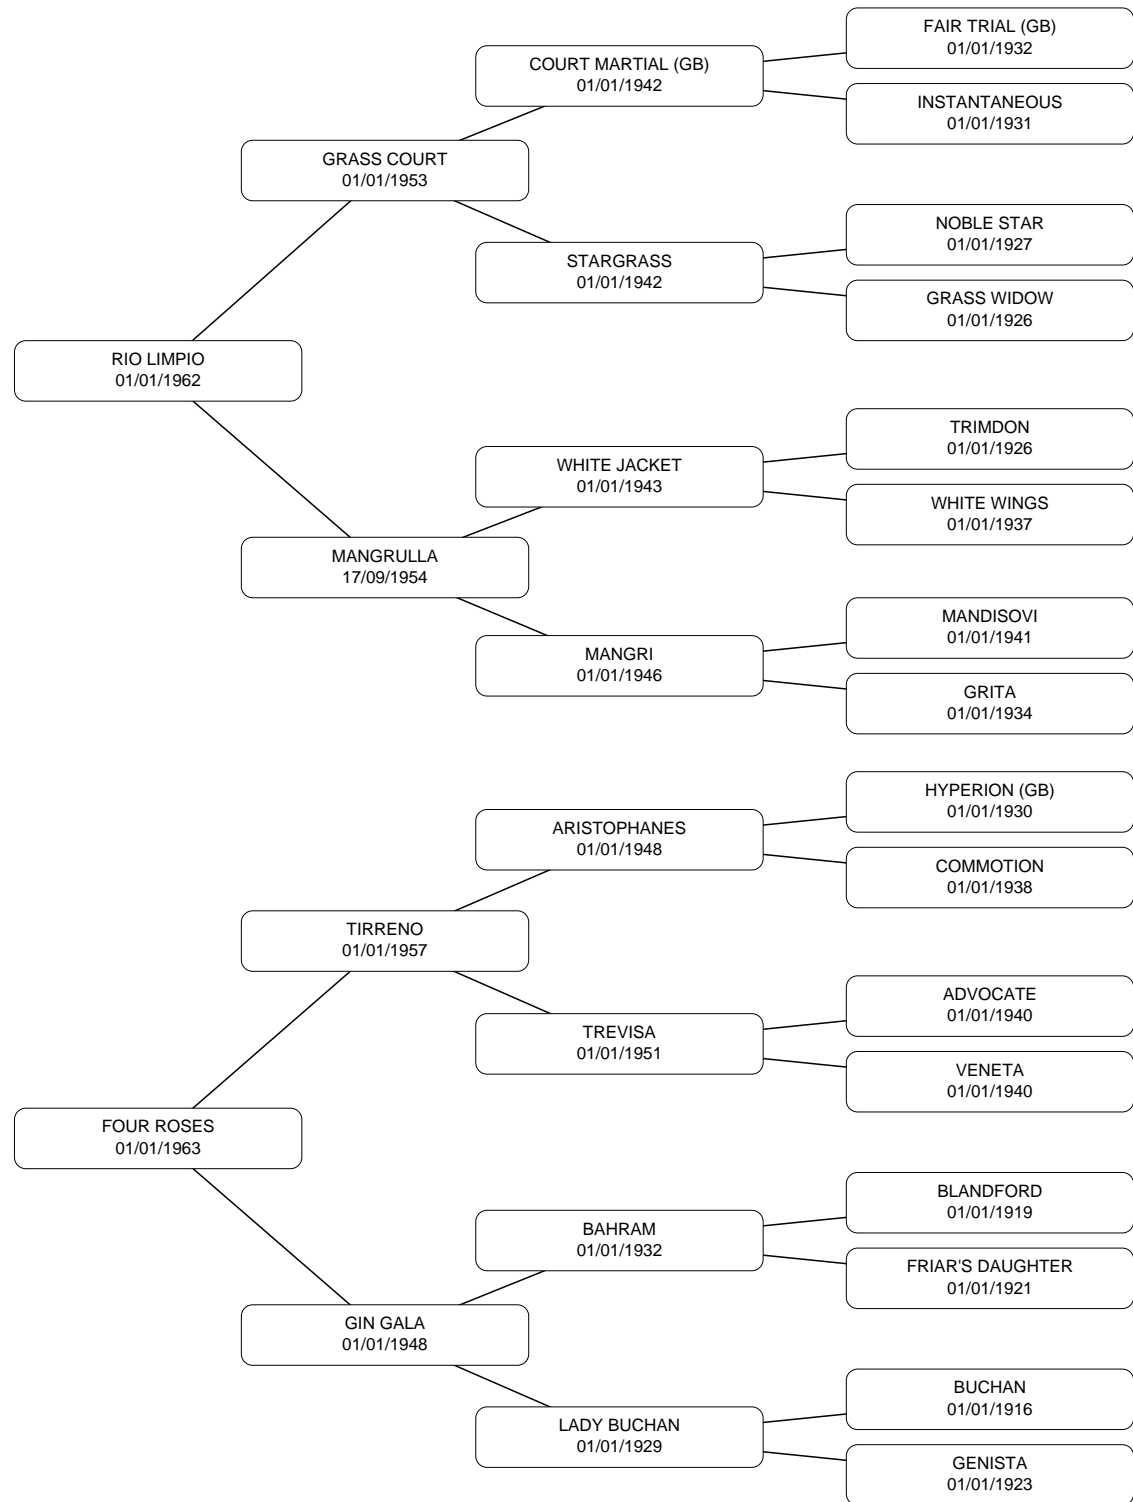 FAIR TRIAL (GB)
01/01/1932
COURT MARTIAL (GB)
01/01/1942
INSTANTANEOUS
01/01/1931
GRASS COURT
01/01/1953
NOBLE STAR
01/01/1927
STARGRASS
01/01/1942
GRASS WIDOW
01/01/1926
RIO LIMPIO
01/01/1962
TRIMDON
01/01/1926
WHITE JACKET
01/01/1943
WHITE WINGS
01/01/1937
MANGRULLA
17/09/1954
MANDISOVI
01/01/1941
MANGRI
01/01/1946
GRITA
01/01/1934
HYPERION (GB)
01/01/1930
ARISTOPHANES
01/01/1948
COMMOTION
01/01/1938
TIRRENO
01/01/1957
ADVOCATE
01/01/1940
TREVISA
01/01/1951
VENETA
01/01/1940
FOUR ROSES
01/01/1963
BLANDFORD
01/01/1919
BAHRAM
01/01/1932
FRIAR'S DAUGHTER
01/01/1921
GIN GALA
01/01/1948
BUCHAN
01/01/1916
LADY BUCHAN
01/01/1929
GENISTA
01/01/1923